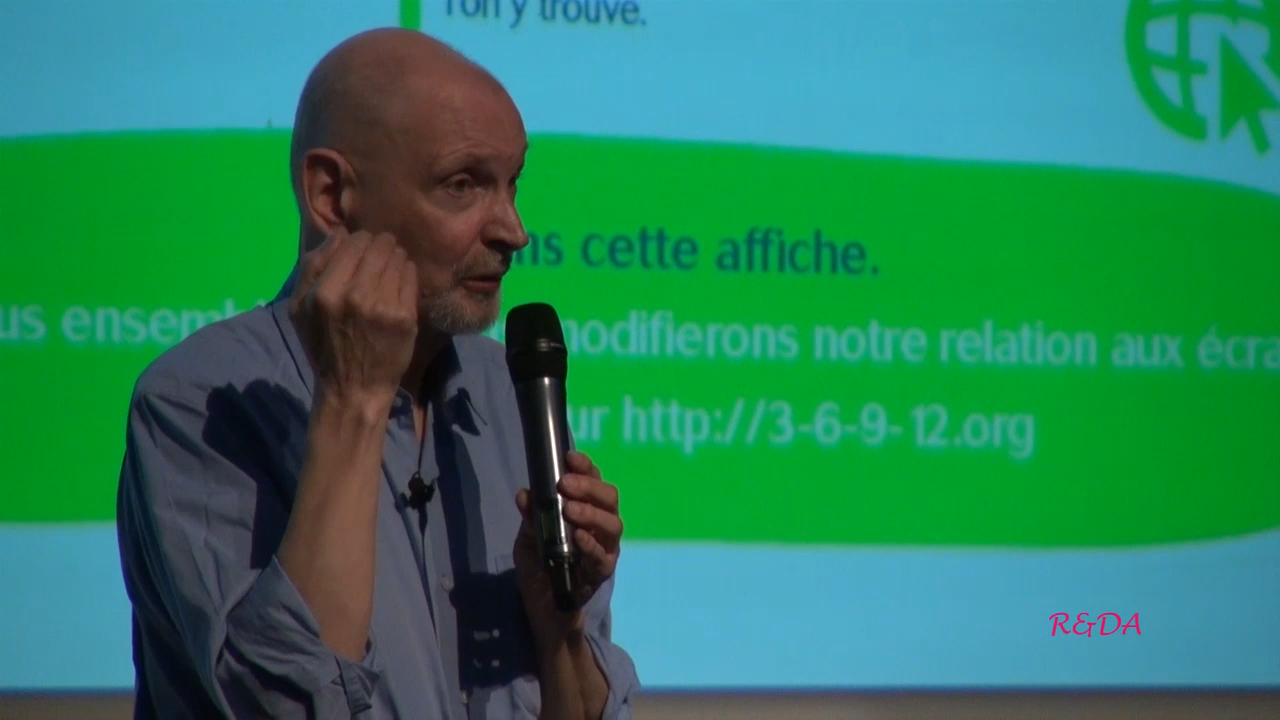 l'on y trouve.
ns cette affiche.
us ensemb
modifierons notre relation aux écra
ur http://3-6-9-12.org
R&DA